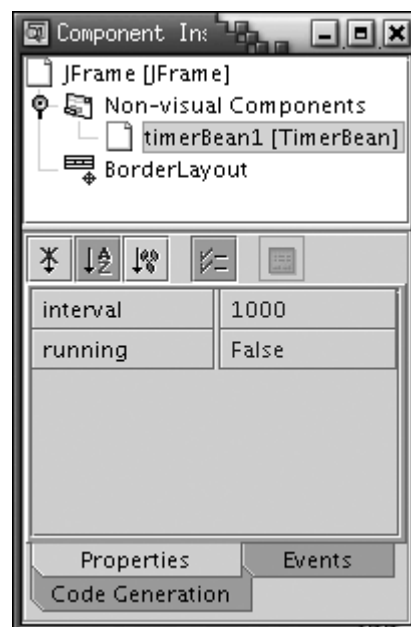 Component Ins
JFrame [JFrame]
Non-visual Components
timerBean1 [TimerBean]
BorderLayout
interval 1000
running False
Properties Events
Code Generation